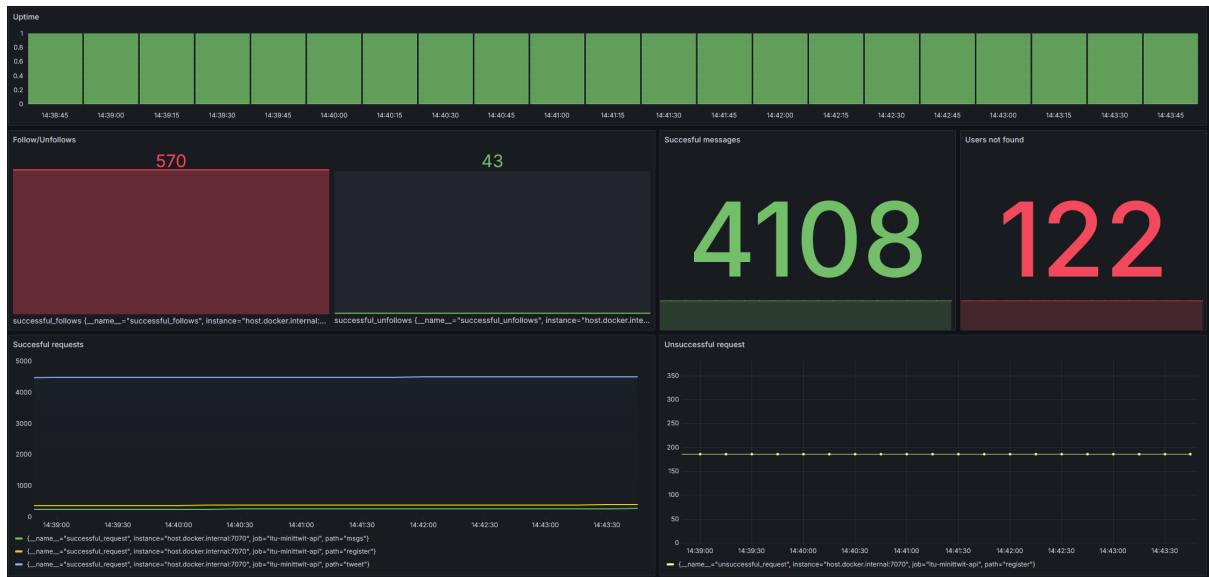 Uptime
1
0.8
0.6
0.4
0.2
0
14:38:45 14:39:00 14:39:15 14:39:30 14:39:45 14:40:00 14:40:15 14:40:30 14:40:45 14:41:00 14:41:15 14:41:30 14:41:45 14:42:00 14:42:15 14:42:30 14:42:45 14:43:00 14:43:15 14:43:30 14:43:45
Follow/Unfollows
570
43
successful_follows {__name__="successful_follows", instance="host.docker.internal:...
successful_unfollows {__name__="successful_unfollows", instance="host.docker.inte...
Succesful messages
4108
Users not found
122
Succesful requests
5000
4000
3000
2000
1000
0
14:39:00 14:39:30 14:40:00 14:40:30 14:41:00 14:41:30 14:42:00 14:42:30 14:43:00 14:43:30
{__name__="successful_request", instance="host.docker.internal:7070", job="itu-minittwit-api", path="msgs"}
{__name__="successful_request", instance="host.docker.internal:7070", job="itu-minittwit-api", path="register"}
{__name__="successful_request", instance="host.docker.internal:7070", job="itu-minittwit-api", path="tweet"}
Unsuccessful request
350
300
250
200
150
100
50
0
14:39:00 14:39:30 14:40:00 14:40:30 14:41:00 14:41:30 14:42:00 14:42:30 14:43:00 14:43:30
{__name__="unsuccessful_request", instance="host.docker.internal:7070", job="itu-minittwit-api", path="register"}